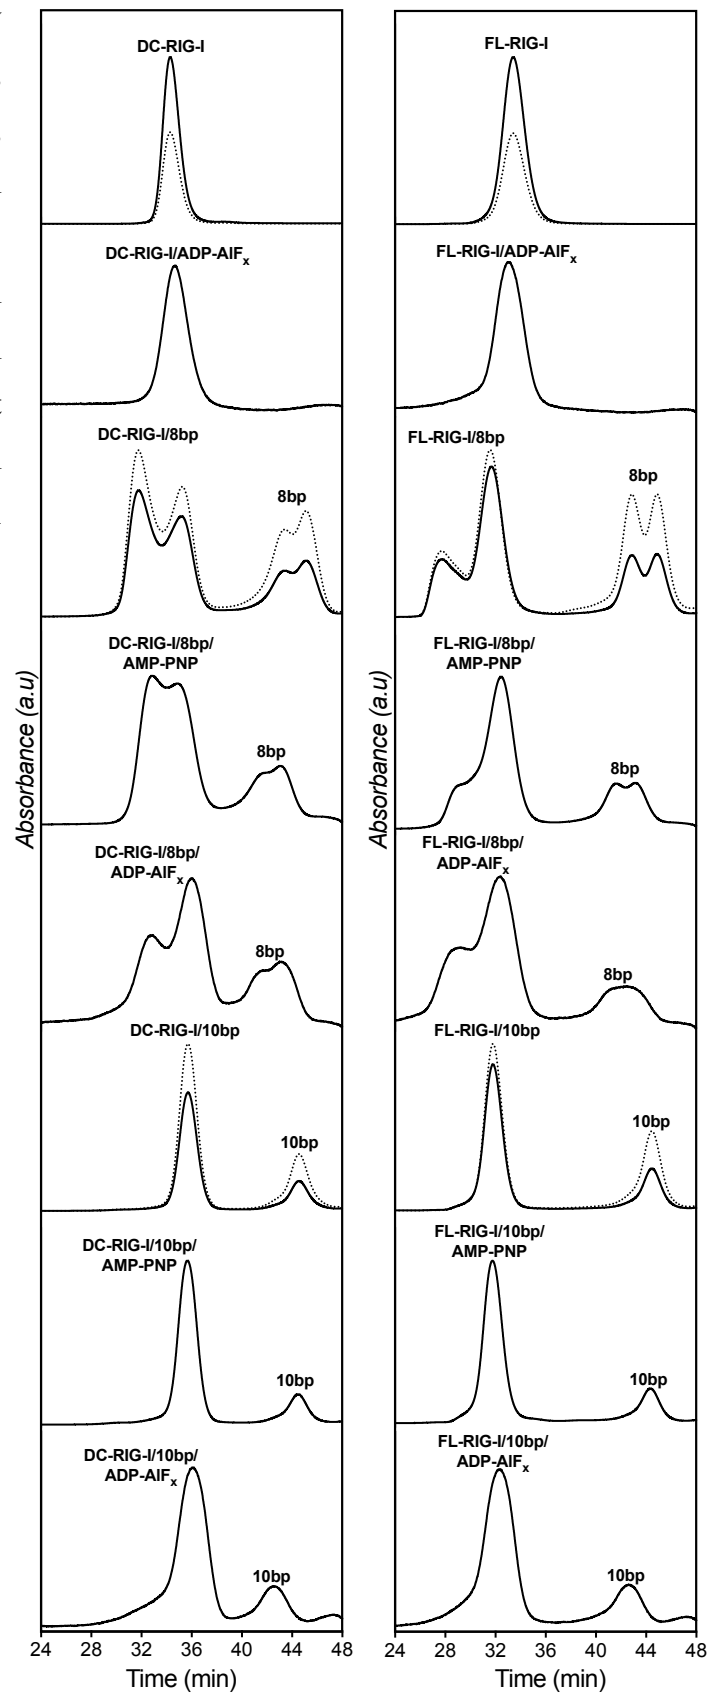 DC-RIG-I
DC-RIG-I/ADP-AlFx
DC-RIG-I/8bp
8bp
DC-RIG-I/8bp/
AMP-PNP
8bp
DC-RIG-I/8bp/
ADP-AlFx
8bp
DC-RIG-I/10bp
10bp
DC-RIG-I/10bp/
AMP-PNP
10bp
DC-RIG-I/10bp/
ADP-AlFx
10bp
Absorbance (a.u)
24 28 32 36 40 44 48
Time (min)
FL-RIG-I
FL-RIG-I/ADP-AlFx
FL-RIG-I/8bp
8bp
FL-RIG-I/8bp/
AMP-PNP
8bp
FL-RIG-I/8bp/
ADP-AlFx
8bp
FL-RIG-I/10bp
10bp
FL-RIG-I/10bp/
AMP-PNP
10bp
FL-RIG-I/10bp/
ADP-AlFx
10bp
Absorbance (a.u)
24 28 32 36 40 44 48
Time (min)